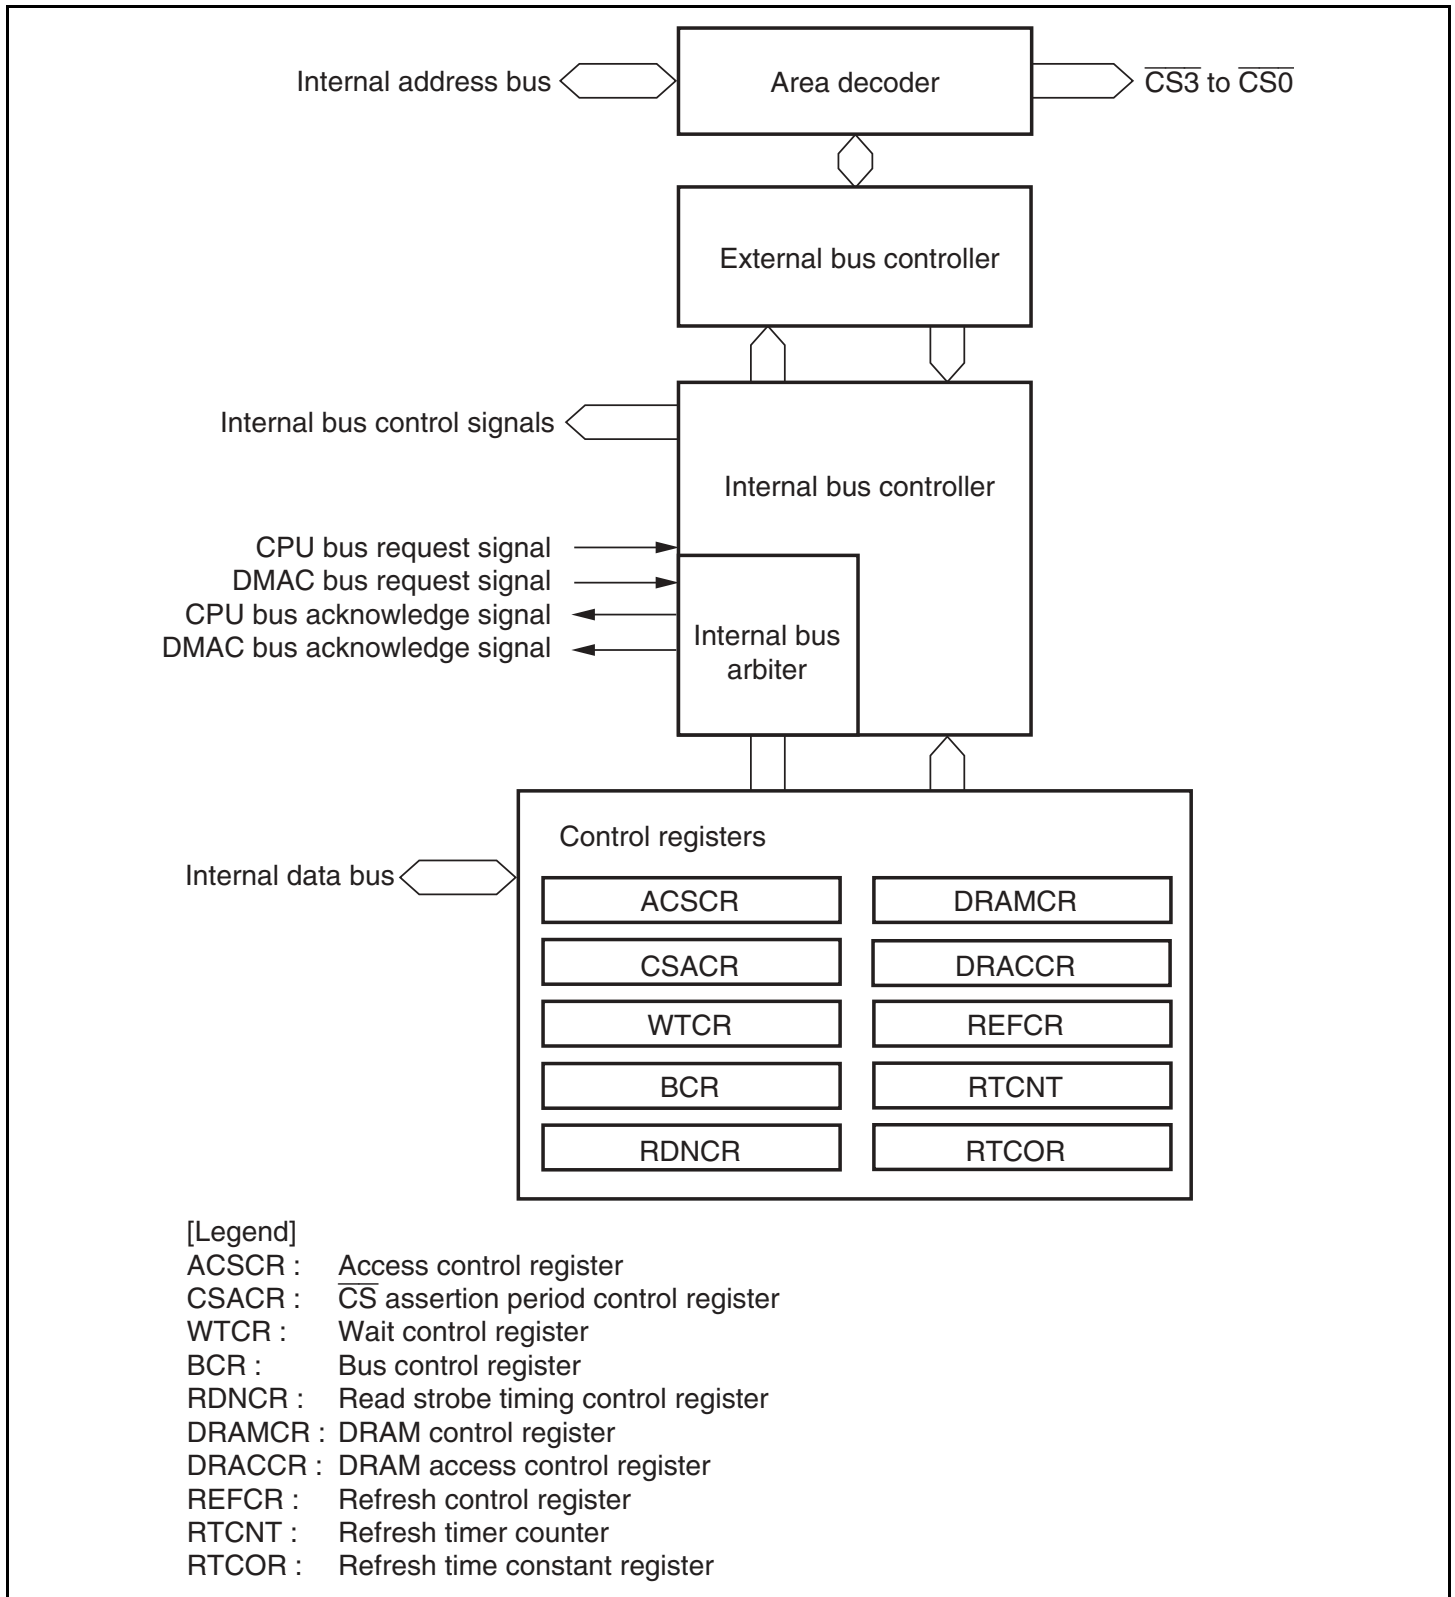 Internal address bus
Area decoder
C̅S̅3̅ to C̅S̅0̅
External bus controller
Internal bus control signals
Internal bus controller
CPU bus request signal
DMAC bus request signal
CPU bus acknowledge signal
DMAC bus acknowledge signal
Internal bus
arbiter
Control registers
Internal data bus
ACSCR DRAMCR
CSACR DRACCR
WTCR REFCR
BCR RTCNT
RDNCR RTCOR
[Legend]
ACSCR : Access control register
CSACR : C̅S̅ assertion period control register
WTCR : Wait control register
BCR : Bus control register
RDNCR : Read strobe timing control register
DRAMCR : DRAM control register
DRACCR : DRAM access control register
REFCR : Refresh control register
RTCNT : Refresh timer counter
RTCOR : Refresh time constant register